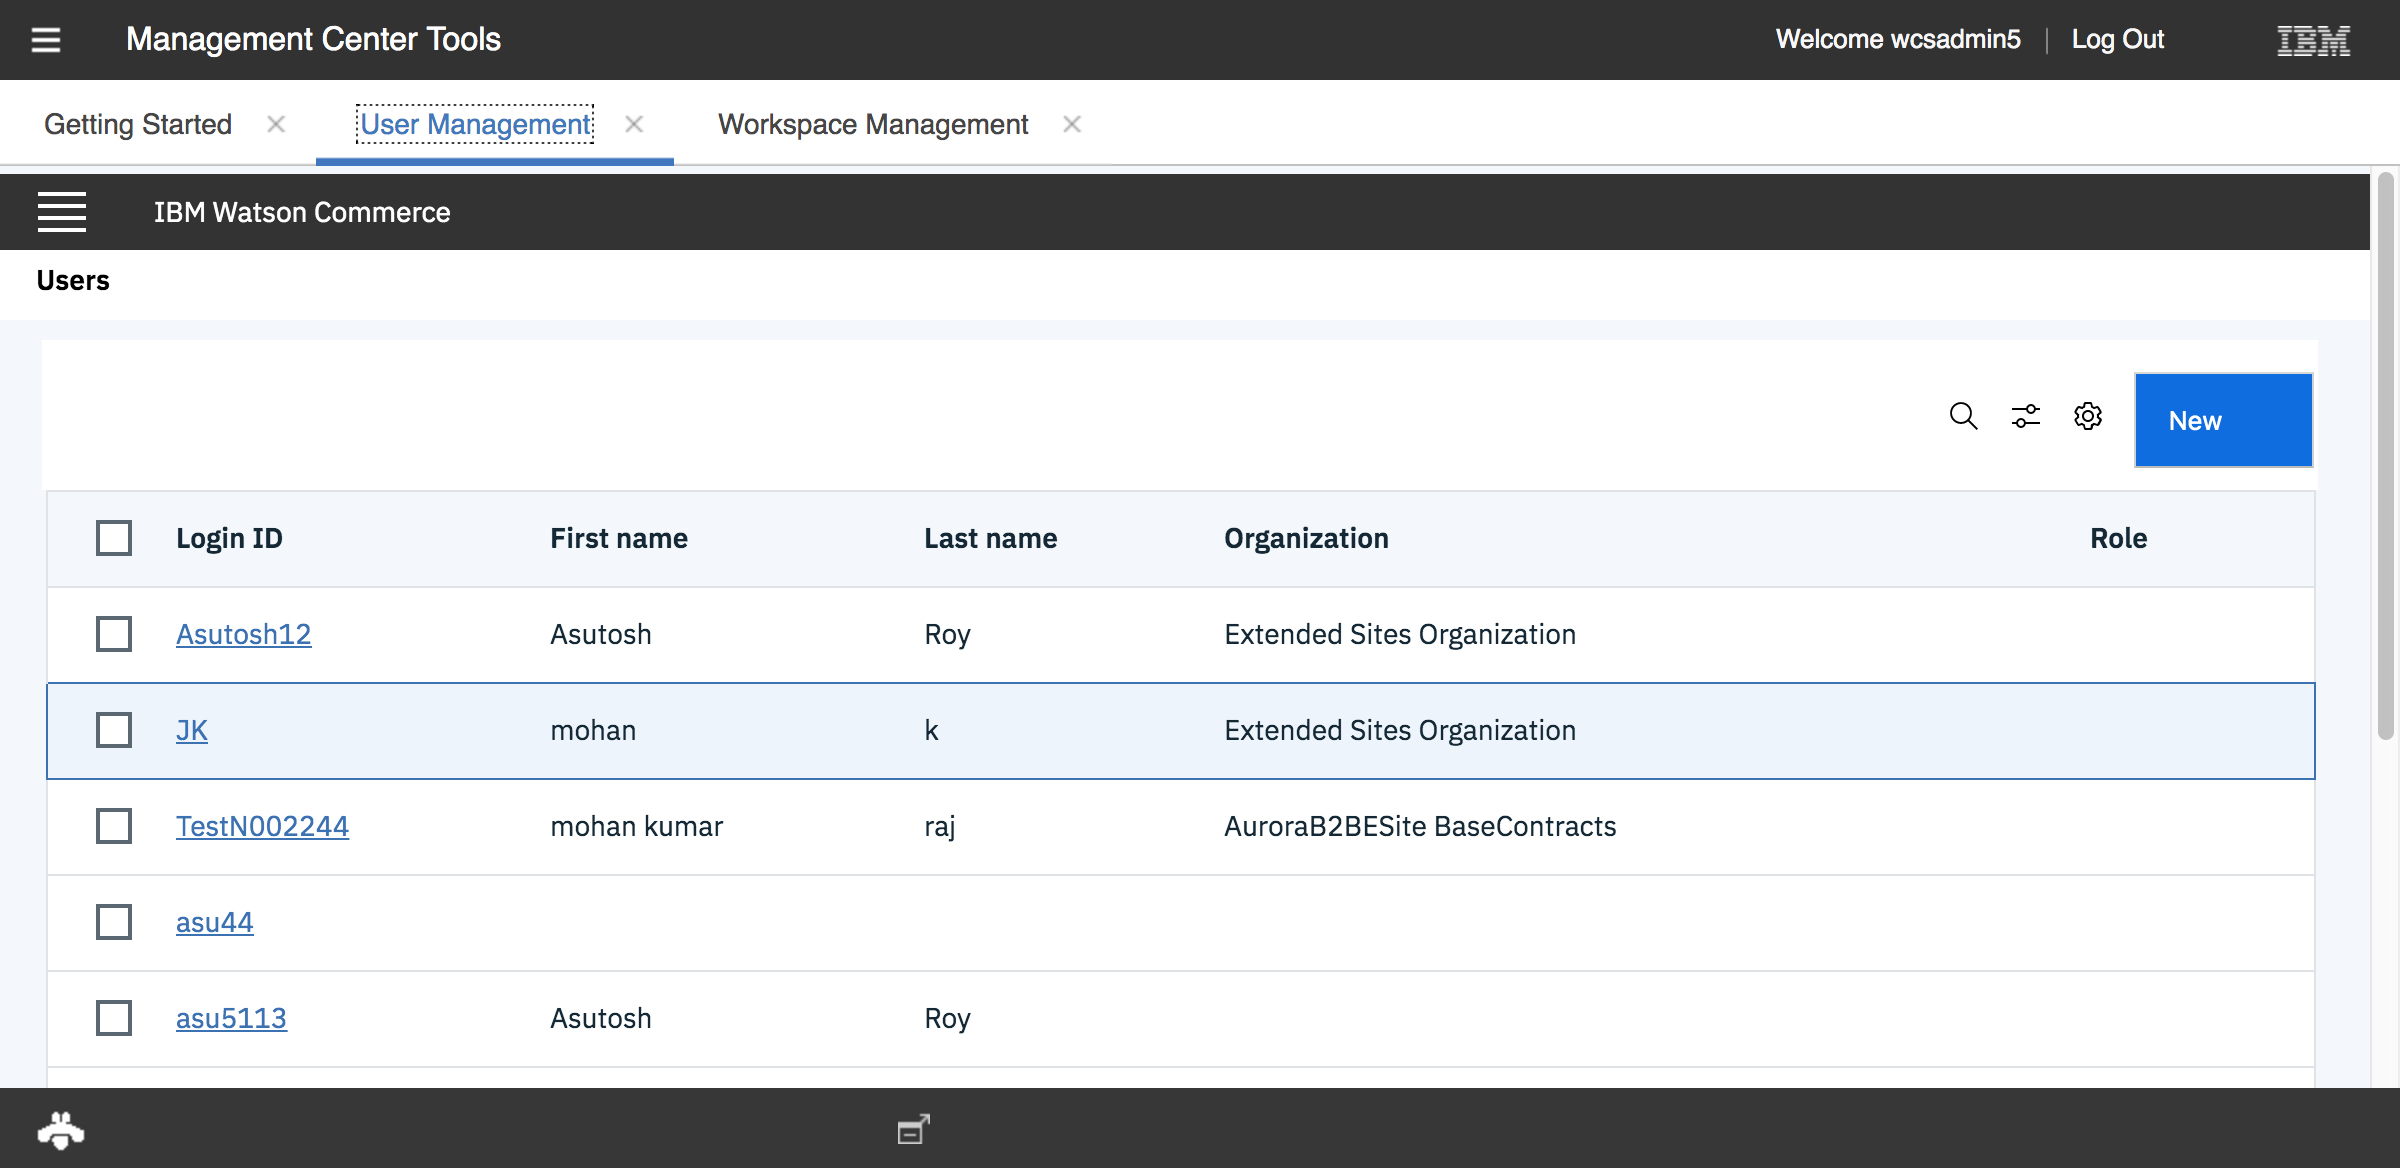 Management Center Tools Welcome wcsadmin5 | Log Out IBM
Getting Started × User Management × Workspace Management ×
IBM Watson Commerce
Users
New
Login ID First name Last name Organization Role
Asutosh12 Asutosh Roy Extended Sites Organization
JK mohan k Extended Sites Organization
TestN002244 mohan kumar raj AuroraB2BESite BaseContracts
asu44
asu5113 Asutosh Roy